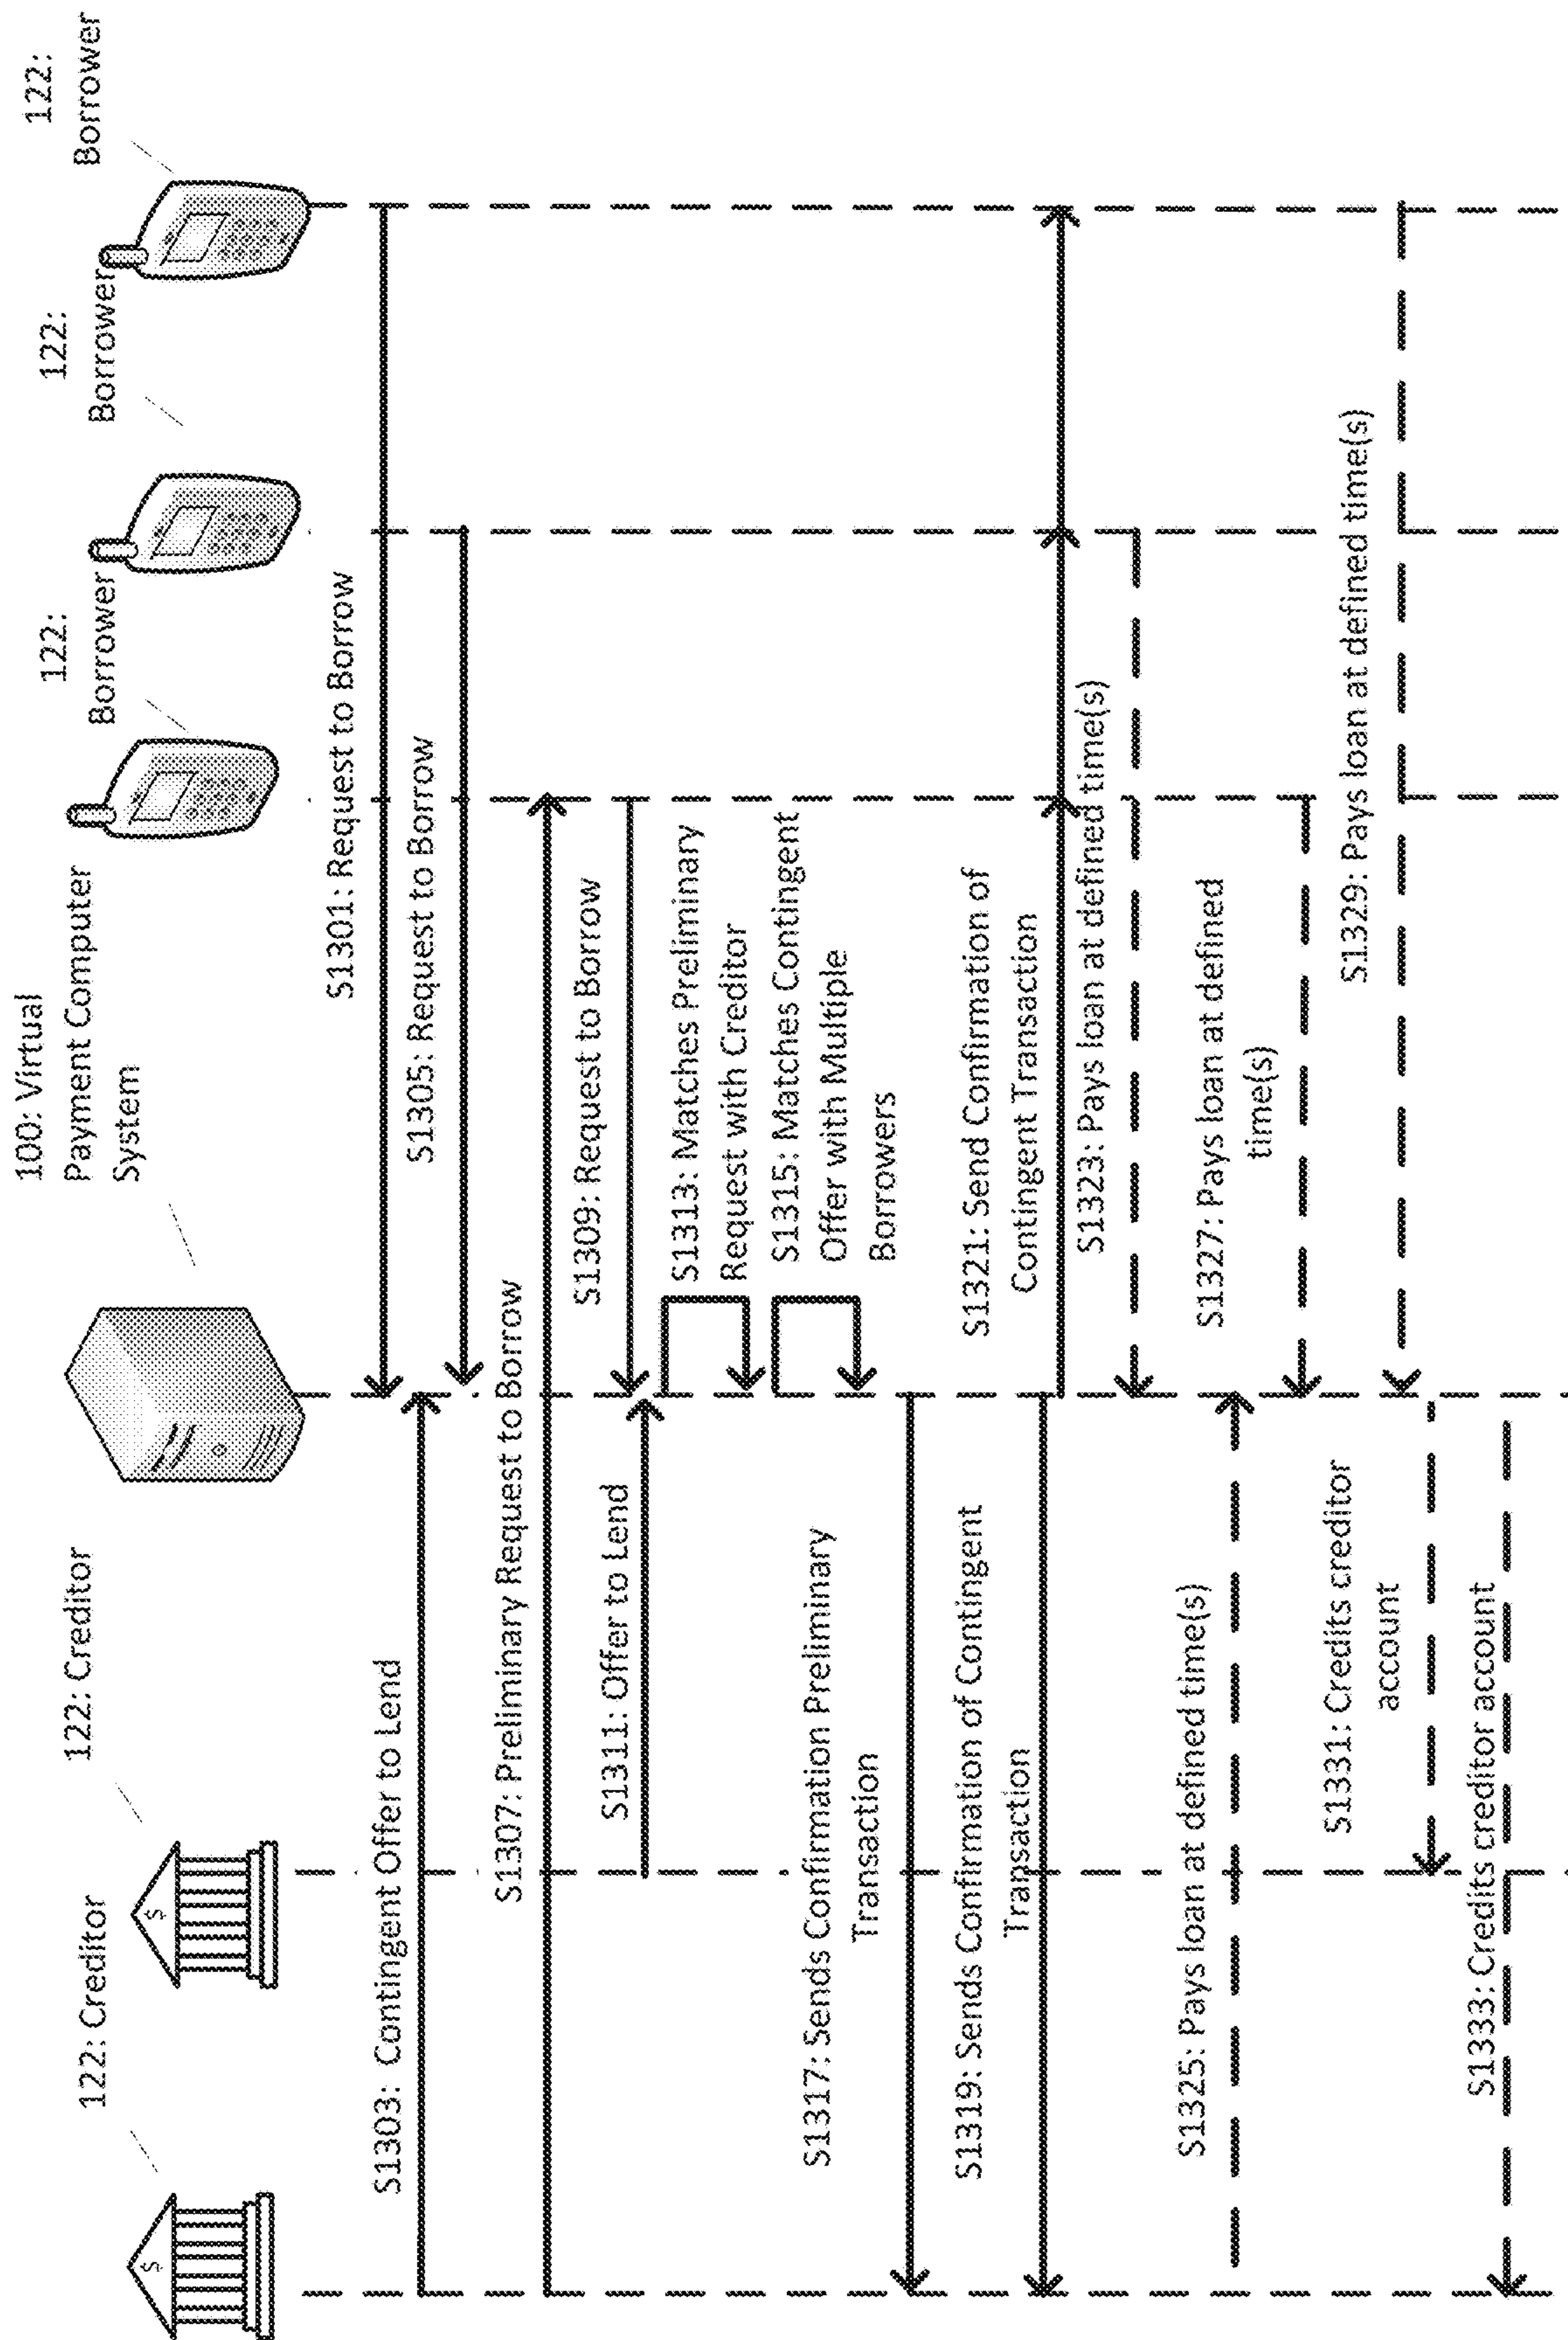 122: Creditor
122: Creditor
100: Virtual
Payment Computer
System
122:
Borrower
122:
Borrower
122:
Borrower
S1301: Request to Borrow
S1303: Contingent Offer to Lend
S1305: Request to Borrow
S1307: Preliminary Request to Borrow
S1309: Request to Borrow
S1311: Offer to Lend
S1313: Matches Preliminary
Request with Creditor
S1315: Matches Contingent
Offer with Multiple
Borrowers
S1317: Sends Confirmation Preliminary
Transaction
S1319: Sends Confirmation of Contingent
Transaction
S1321: Send Confirmation of
Contingent Transaction
S1323: Pays loan at defined time(s)
S1325: Pays loan at defined time(s)
S1327: Pays loan at defined
time(s)
S1329: Pays loan at defined time(s)
S1331: Credits creditor
account
S1333: Credits creditor account
$
$